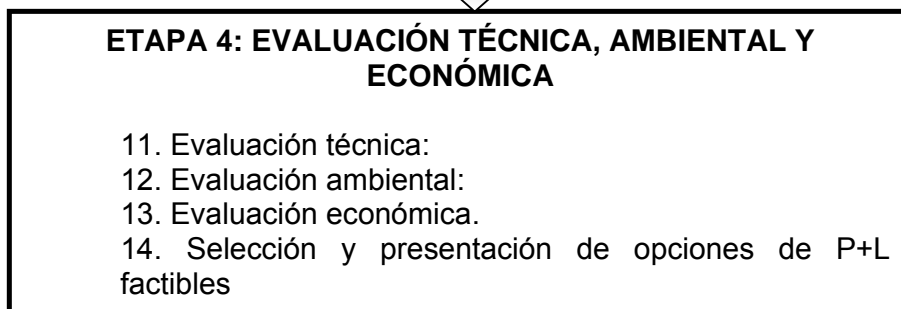 ETAPA 4: EVALUACIÓN TÉCNICA, AMBIENTAL Y
ECONÓMICA
11. Evaluación técnica:
12. Evaluación ambiental:
13. Evaluación económica.
14. Selección y presentación de opciones de P+L
factibles